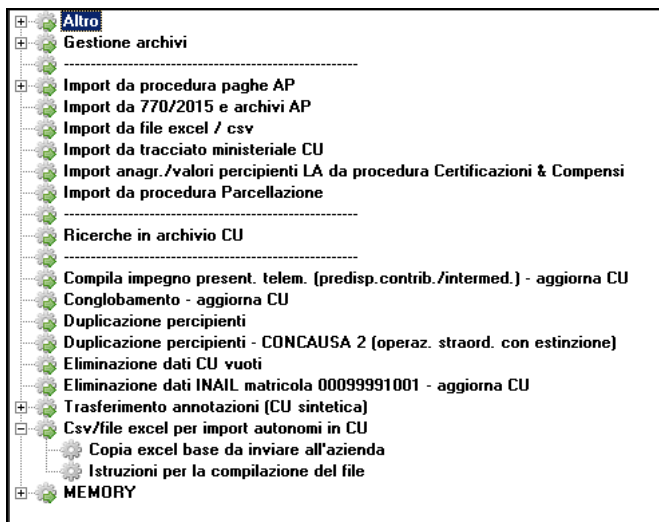 Altro
Gestione archivi
-------------------------------------------------
Import da procedura paghe AP
Import da 770/2015 e archivi AP
Import da file excel / csv
Import da tracciato ministeriale CU
Import anagr./valori percipienti LA da procedura Certificazioni & Compensi
Import da procedura Parcellazione
-------------------------------------------------
Ricerche in archivio CU
-------------------------------------------------
Compila impegno present. telem. (predisp.contrib./intermed.) - aggiorna CU
Conglobamento - aggiorna CU
Duplicazione percipienti
Duplicazione percipienti - CONCAUSA 2 (operaz. straord. con estinzione)
Eliminazione dati CU vuoti
Eliminazione dati INAIL matricola 00099991001 - aggiorna CU
Trasferimento annotazioni (CU sintetica)
Csv/file excel per import autonomi in CU
Copia excel base da inviare all'azienda
Istruzioni per la compilazione del file
MEMORY